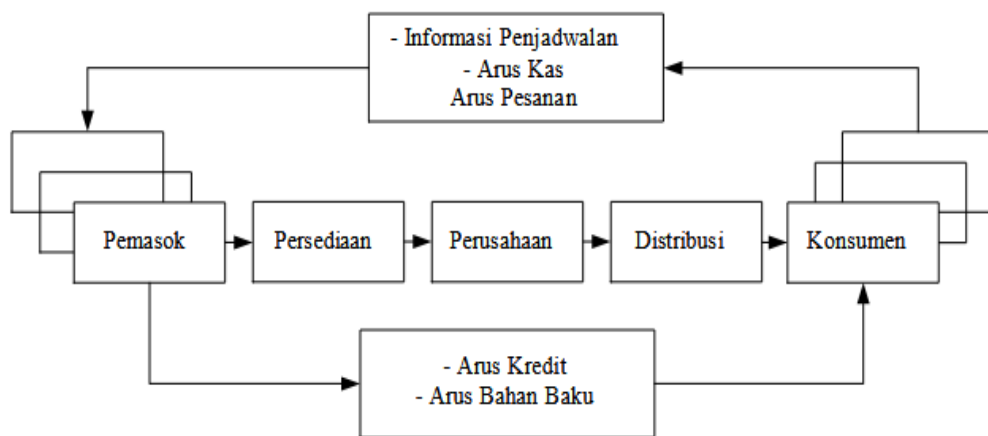 - Informasi Penjadwalan
- Arus Kas
Arus Pesanan
Pemasok
Persediaan
Perusahaan
Distribusi
Konsumen
- Arus Kredit
- Arus Bahan Baku